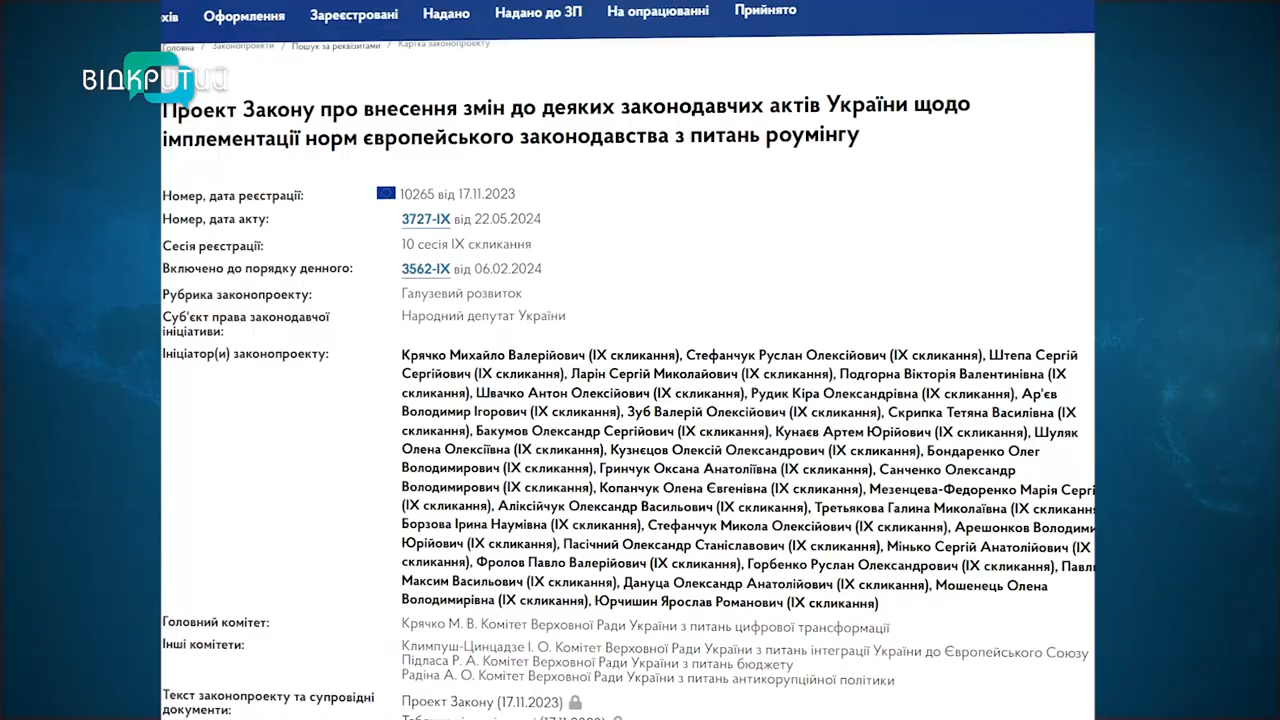 хів Оформлення Зареєстровані Надано Надано до ЗП На опрацюванні Прийнято
Головна / Законопроекти / Пошук за реквізитами / Картка законопроекту
ВІДКРИТИЙ
Проект Закону про внесення змін до деяких законодавчих актів України щодо
імплементації норм європейського законодавства з питань роумінгу
Номер, дата реєстрації: 10265 від 17.11.2023
Номер, дата акту: 3727-IX від 22.05.2024
Сесія реєстрації: 10 сесія IX скликання
Включено до порядку денного: 3562-IX від 06.02.2024
Рубрика законопроекту: Галузевий розвиток
Суб'єкт права законодавчої
ініціативи:
Народний депутат України
Ініціатор(и) законопроекту: Крячко Михайло Валерійович (IX скликання), Стефанчук Руслан Олексійович (IX скликання), Штепа Сергій
Сергійович (IX скликання), Ларін Сергій Миколайович (IX скликання), Подгорна Вікторія Валентинівна (IX
скликання), Швачко Антон Олексійович (IX скликання), Рудик Кіра Олександрівна (IX скликання), Ар'єв
Володимир Ігорович (IX скликання), Зуб Валерій Олексійович (IX скликання), Скрипка Тетяна Василівна (IX
скликання), Бакумов Олександр Сергійович (IX скликання), Кунаєв Артем Юрійович (IX скликання), Шуляк
Олена Олексіївна (IX скликання), Кузнєцов Олексій Олександрович (IX скликання), Бондаренко Олег
Володимирович (IX скликання), Гринчук Оксана Анатоліївна (IX скликання), Санченко Олександр
Володимирович (IX скликання), Копанчук Олена Євгенівна (IX скликання), Мезенцева-Федоренко Марія Сергі
(IX скликання), Аліксійчук Олександр Васильович (IX скликання), Третьякова Галина Миколаївна (IX скликання
Борзова Ірина Наумівна (IX скликання), Стефанчук Микола Олексійович (IX скликання), Арешонков Володими
Юрійович (IX скликання), Пасічний Олександр Станіславович (IX скликання), Мінько Сергій Анатолійович (IX
скликання), Фролов Павло Валерійович (IX скликання), Горбенко Руслан Олександрович (IX скликання), Павлі
Максим Васильович (IX скликання), Дануца Олександр Анатолійович (IX скликання), Мошенець Олена
Володимирівна (IX скликання), Юрчишин Ярослав Романович (IX скликання)
Головний комітет: Крячко М. В. Комітет Верховної Ради України з питань цифрової трансформації
Інші комітети: Климпуш-Цинцадзе І. О. Комітет Верховної Ради України з питань інтеграції України до Європейського Союзу
Підласа Р. А. Комітет Верховної Ради України з питань бюджету
Радіна А. О. Комітет Верховної Ради України з питань антикорупційної політики
Текст законопроекту та супровідні
документи:
Проект Закону (17.11.2023)